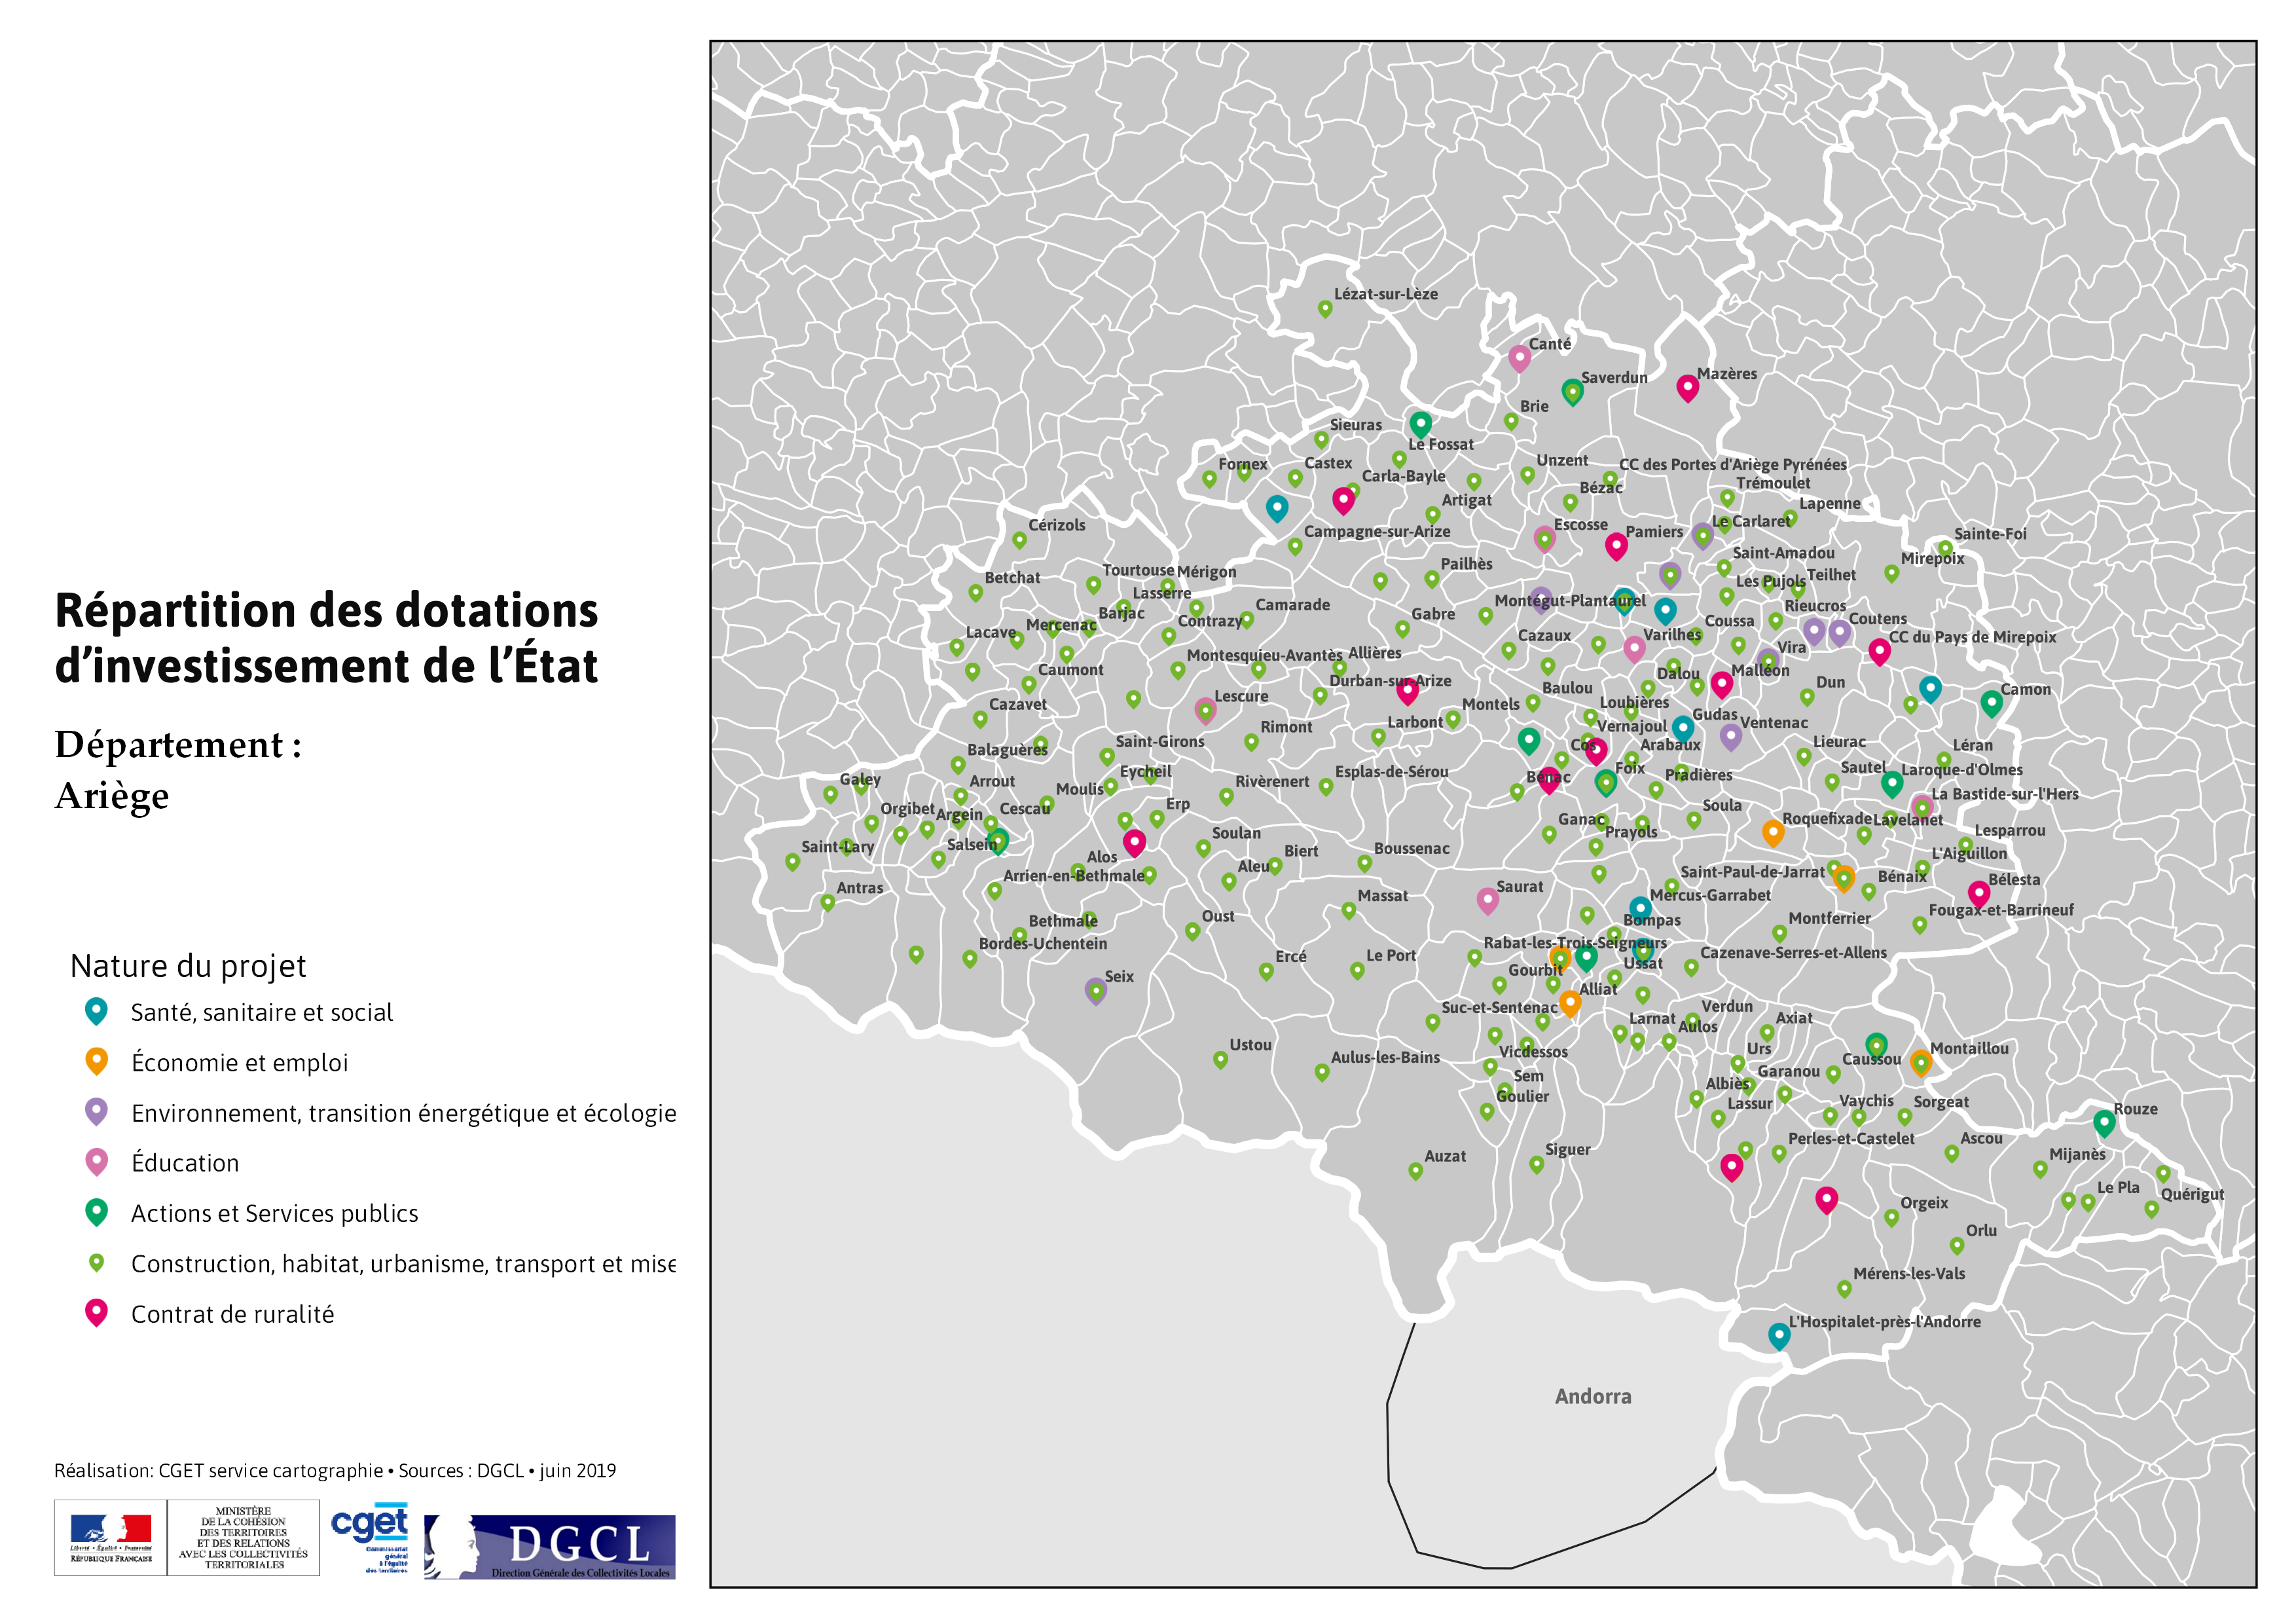 Répartition des dotations
d’investissement de l’État
Département :
Ariège
Nature du projet
Santé, sanitaire et social
Économie et emploi
Environnement, transition énergétique et écologie
Éducation
Actions et Services publics
Construction, habitat, urbanisme, transport et mise
Contrat de ruralité
Réalisation: CGET service cartographie • Sources : DGCL • juin 2019
Liberté • Égalité • Fraternité
RÉPUBLIQUE FRANÇAISE
MINISTÈRE
DE LA COHÉSION
DES TERRITOIRES
ET DES RELATIONS
AVEC LES COLLECTIVITÉS
TERRITORIALES
cget
Commissariat
général
à l'égalité
des territoires
DGCL
Direction Générale des Collectivités Locales
Lézat-sur-Lèze
Canté
Saverdun
Mazères
Brie
Sieuras
Le Fossat
Fornex
Castex
Unzent
CC des Portes d'Ariège Pyrénées
Carla-Bayle
Trémoulet
Bézac
Artigat
Lapenne
Cérizols
Campagne-sur-Arize
Escosse
Pamiers
Le Carlaret
Sainte-Foi
Saint-Amadou
Mirepoix
Betchat
Tourtouse
Mérigon
Pailhès
Les Pujols
Teilhet
Lasserre
Camarade
Montégut-Plantaurel
Rieucros
Barjac
Gabre
Coutens
Lacave
Mercenac
Contrazy
Cazaux
Varilhes
Coussa
CC du Pays de Mirepoix
Montesquieu-Avantès
Allières
Vira
Caumont
Durban-sur-Arize
Dalou
Malléon
Dun
Camon
Lescure
Baulou
Cazavet
Montels
Loubières
Rimont
Larbont
Vernajoul
Gudas
Ventenac
Balaguères
Saint-Girons
Cos
Arabaux
Lieurac
Léran
Galey
Arrout
Eycheil
Rivèrenert
Esplas-de-Sérou
Bénac
Foix
Pradières
Sautel
Laroque-d'Olmes
Moulis
La Bastide-sur-l'Hers
Orgibet
Argein
Cescau
Erp
Soula
Ganac
Prayols
Roquefixade
Lavelanet
Lesparrou
Saint-Lary
Salsein
Soulan
Alos
Aleu
Biert
Boussenac
L'Aiguillon
Arrien-en-Bethmale
Saint-Paul-de-Jarrat
Bénaix
Bélesta
Antras
Massat
Saurat
Mercus-Garrabet
Bethmale
Oust
Bompas
Montferrier
Fougax-et-Barrineuf
Bordes-Uchentein
Rabat-les-Trois-Seigneurs
Cazenave-Serres-et-Allens
Seix
Ercé
Le Port
Gourbit
Ussat
Alliat
Suc-et-Sentenac
Larnat
Verdun
Aulos
Axiat
Ustou
Aulus-les-Bains
Vicdessos
Urs
Caussou
Montaillou
Sem
Garanou
Goulier
Albiès
Lassur
Vaychis
Sorgeat
Rouze
Auzat
Siguer
Perles-et-Castelet
Ascou
Mijanès
Le Pla
Quérigut
Orgeix
Orlu
Mérens-les-Vals
L'Hospitalet-près-l'Andorre
Andorra